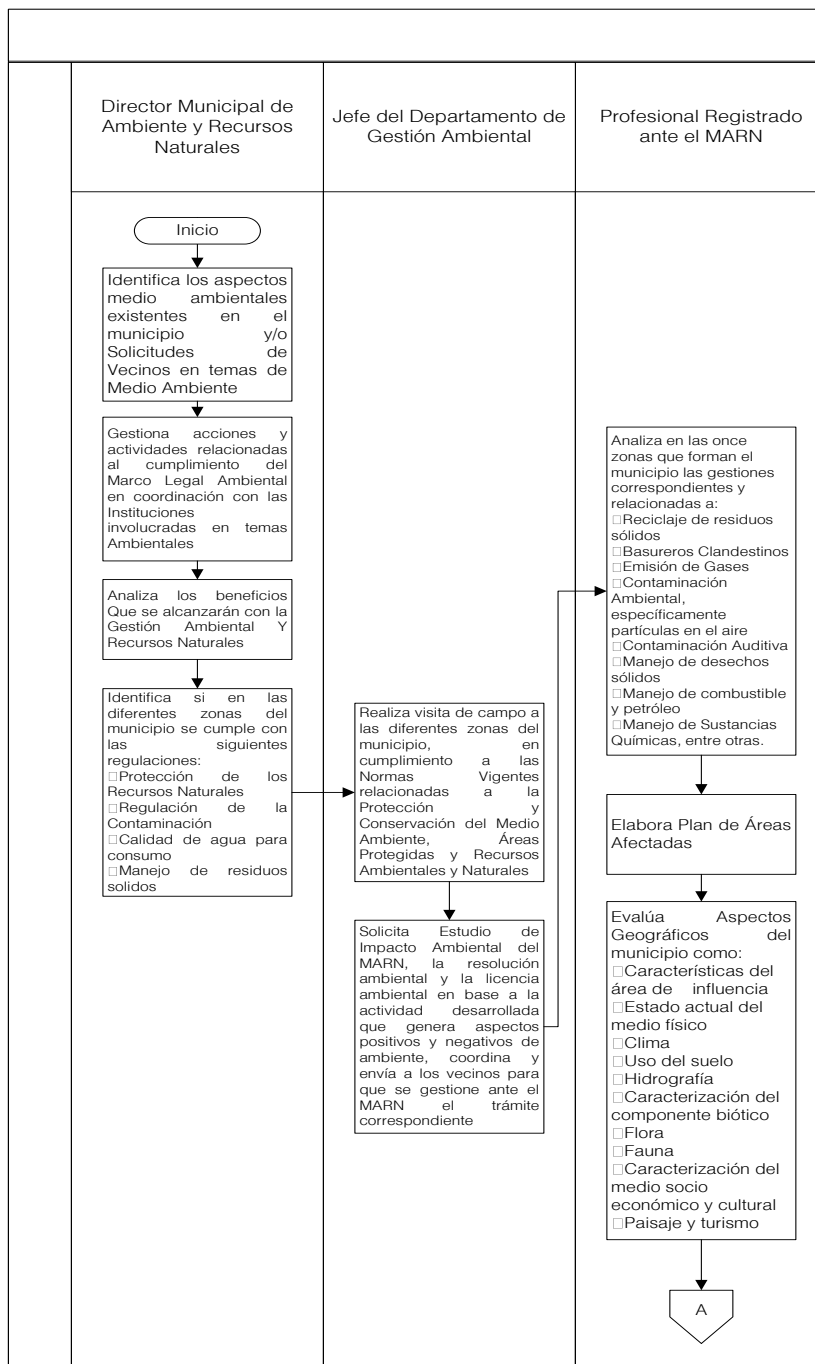 Director Municipal de
Ambiente y Recursos
Naturales
Jefe del Departamento de
Gestión Ambiental
Profesional Registrado
ante el MARN
Inicio
Identifica los aspectos
medio ambientales
existentes en el
municipio y/o
Solicitudes de
Vecinos en temas de
Medio Ambiente
Gestiona acciones y
actividades relacionadas
al cumplimiento del
Marco Legal Ambiental
en coordinación con las
Instituciones
involucradas en temas
Ambientales
Analiza los beneficios
Que se alcanzarán con la
Gestión Ambiental Y
Recursos Naturales
Identifica si en las
diferentes zonas del
municipio se cumple con
las siguientes
regulaciones:
□Protección de los
Recursos Naturales
□Regulación de la
Contaminación
□Calidad de agua para
consumo
□Manejo de residuos
solidos
Realiza visita de campo a
las diferentes zonas del
municipio, en
cumplimiento a las
Normas Vigentes
relacionadas a la
Protección y
Conservación del Medio
Ambiente, Áreas
Protegidas y Recursos
Ambientales y Naturales
Solicita Estudio de
Impacto Ambiental del
MARN, la resolución
ambiental y la licencia
ambiental en base a la
actividad desarrollada
que genera aspectos
positivos y negativos de
ambiente, coordina y
envía a los vecinos para
que se gestione ante el
MARN el trámite
correspondiente
Analiza en las once
zonas que forman el
municipio las gestiones
correspondientes y
relacionadas a:
□Reciclaje de residuos
sólidos
□Basureros Clandestinos
□Emisión de Gases
□Contaminación
Ambiental,
específicamente
partículas en el aire
□Contaminación Auditiva
□Manejo de desechos
sólidos
□Manejo de combustible
y petróleo
□Manejo de Sustancias
Químicas, entre otras.
Elabora Plan de Áreas
Afectadas
Evalúa Aspectos
Geográficos del
municipio como:
□Características del
área de influencia
□Estado actual del
medio físico
□Clima
□Uso del suelo
□Hidrografía
□Caracterización del
componente biótico
□Flora
□Fauna
□Caracterización del
medio socio
económico y cultural
□Paisaje y turismo
A